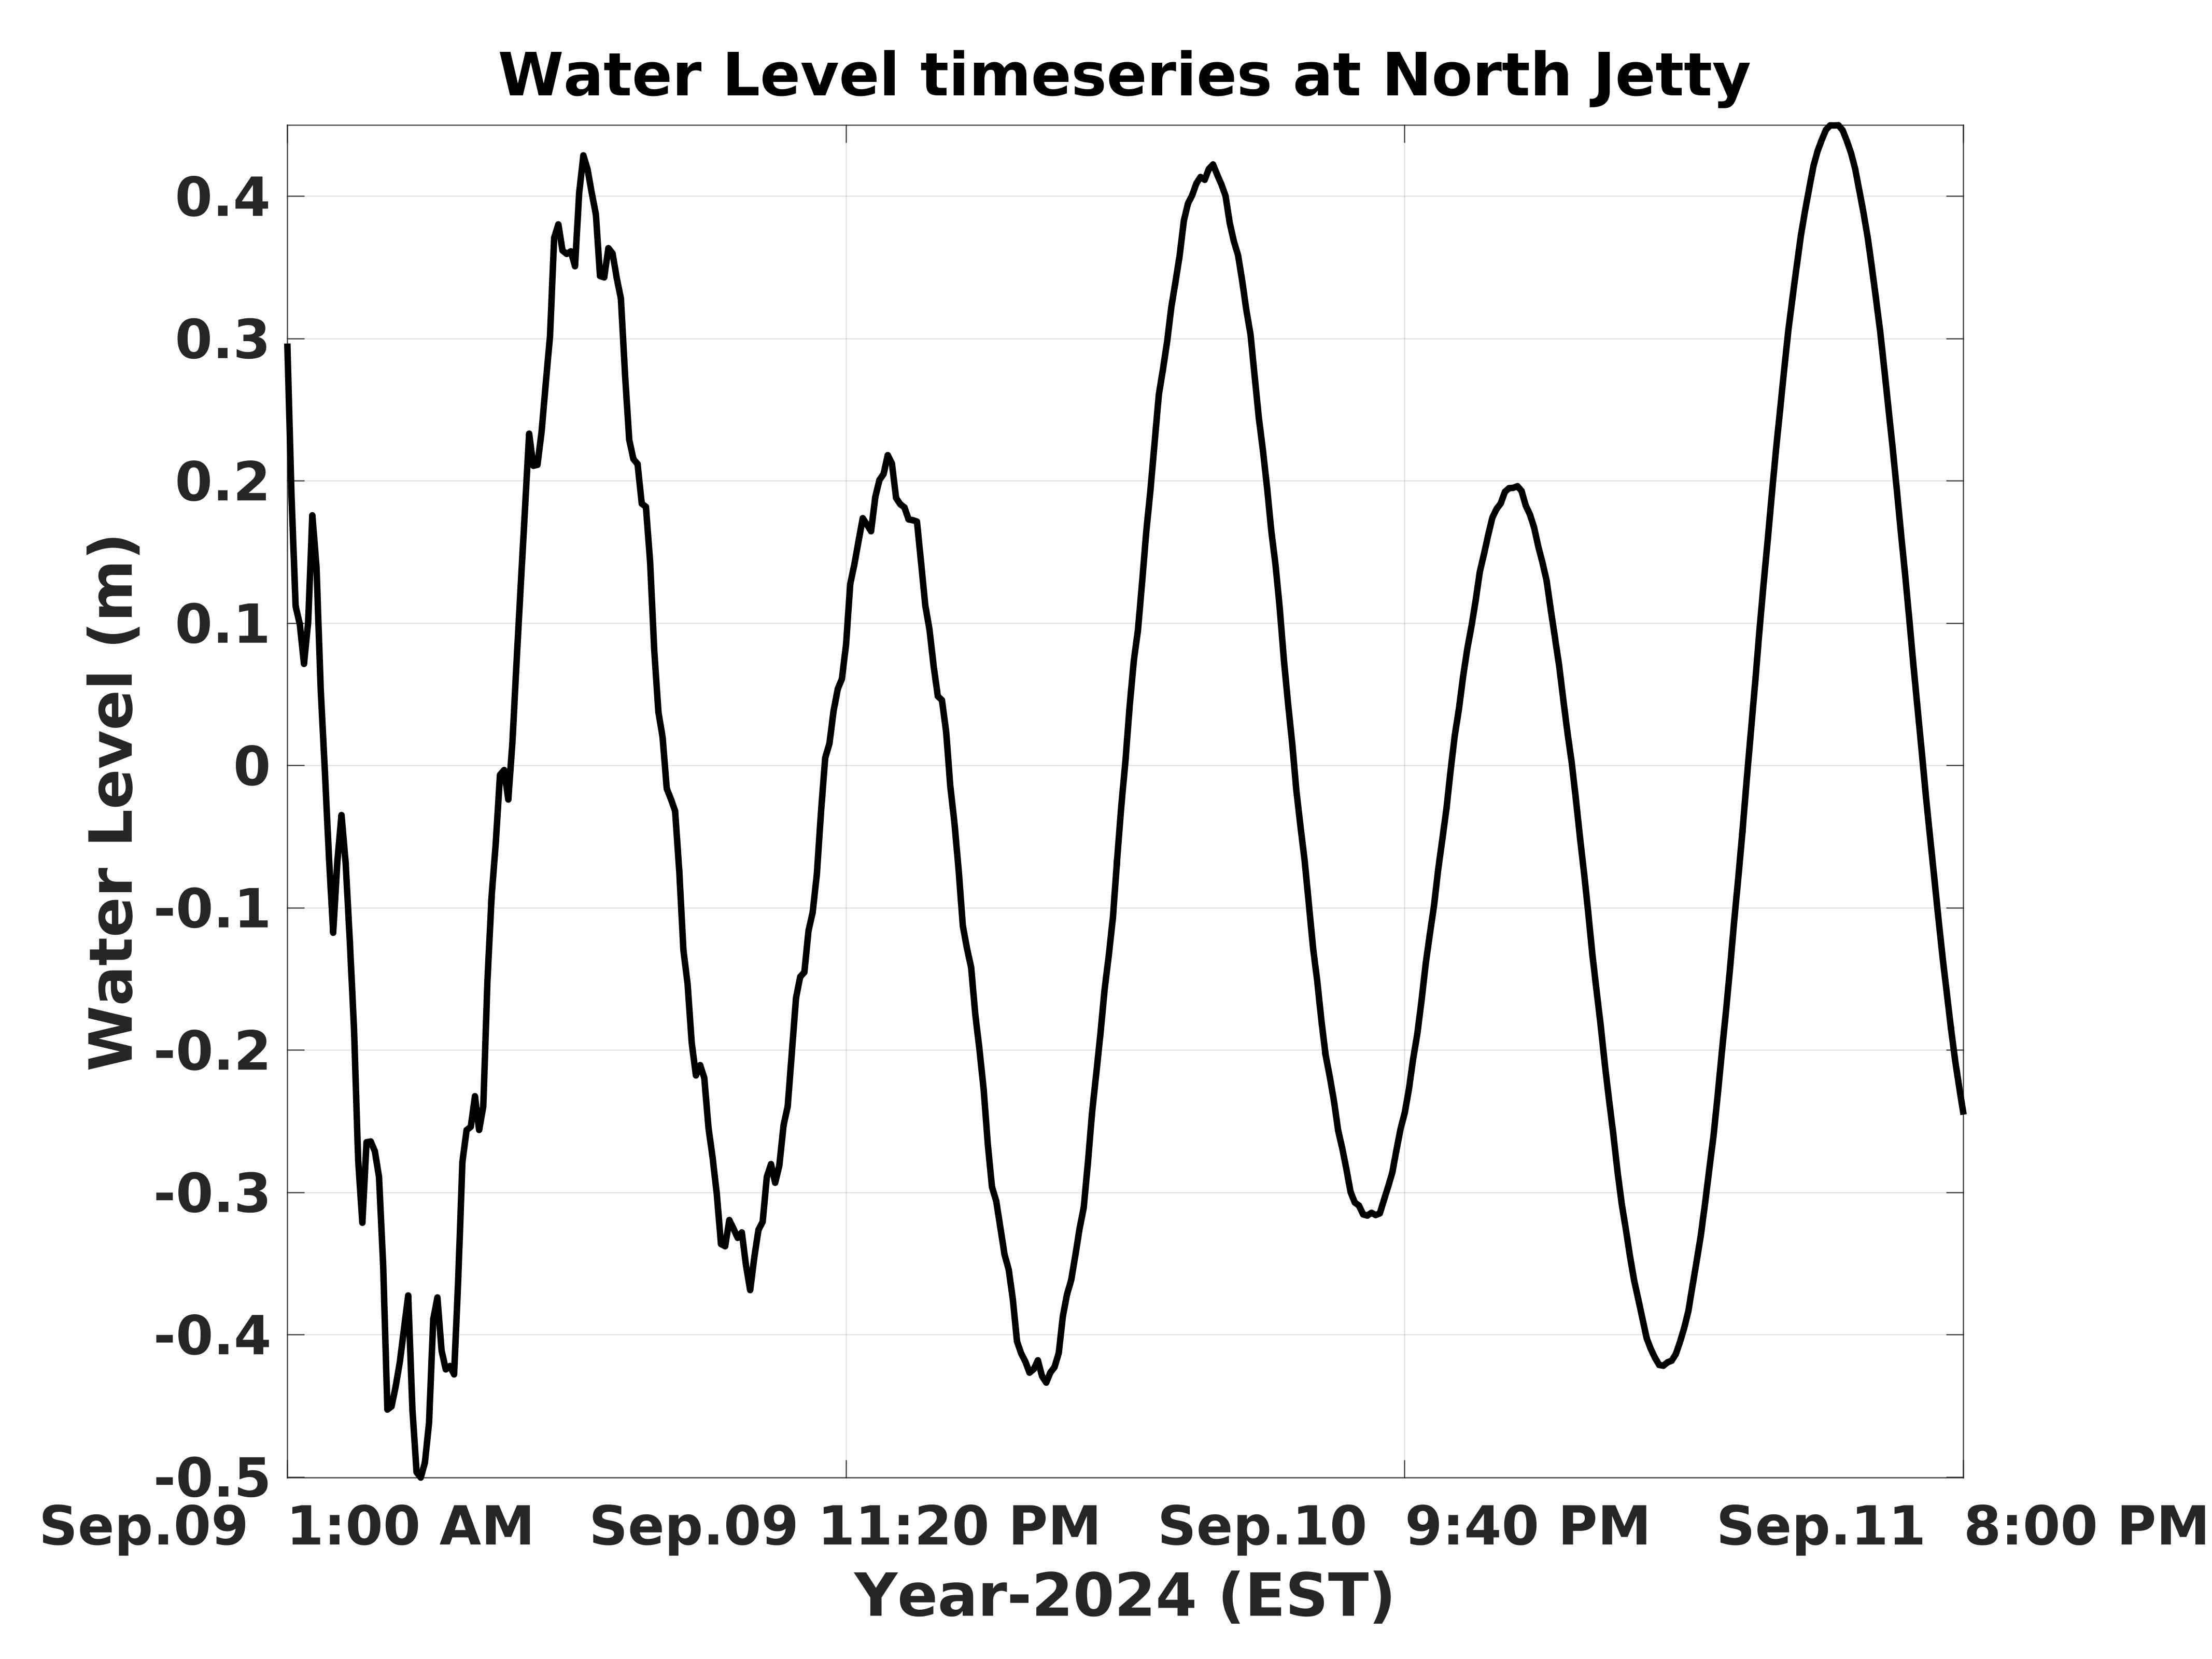 Water Level timeseries at North Jetty
Water Level (m)
0.4
0.3
0.2
0.1
0
-0.1
-0.2
-0.3
-0.4
-0.5
Sep.09 1:00 AM Sep.09 11:20 PM Sep.10 9:40 PM Sep.11 8:00 PM
Year-2024 (EST)